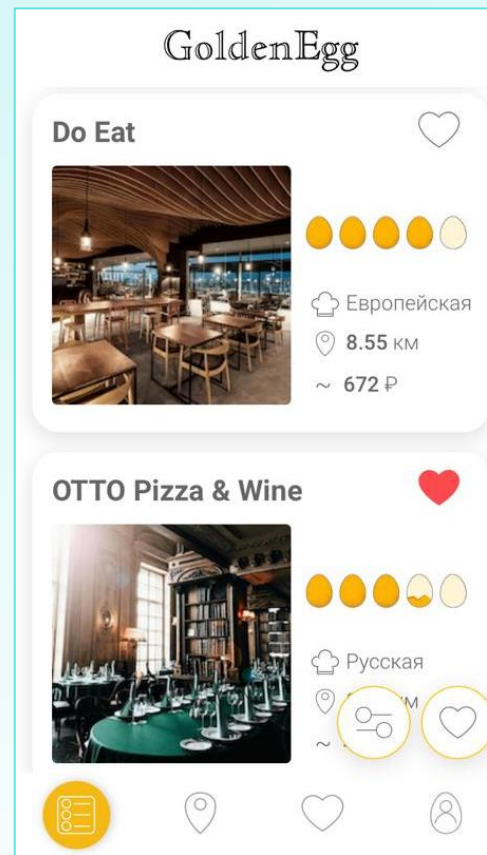 GoldenEgg
Do Eat
Европейская
8.55 км
~ 672 ₽
OTTO Pizza & Wine
Русская
~